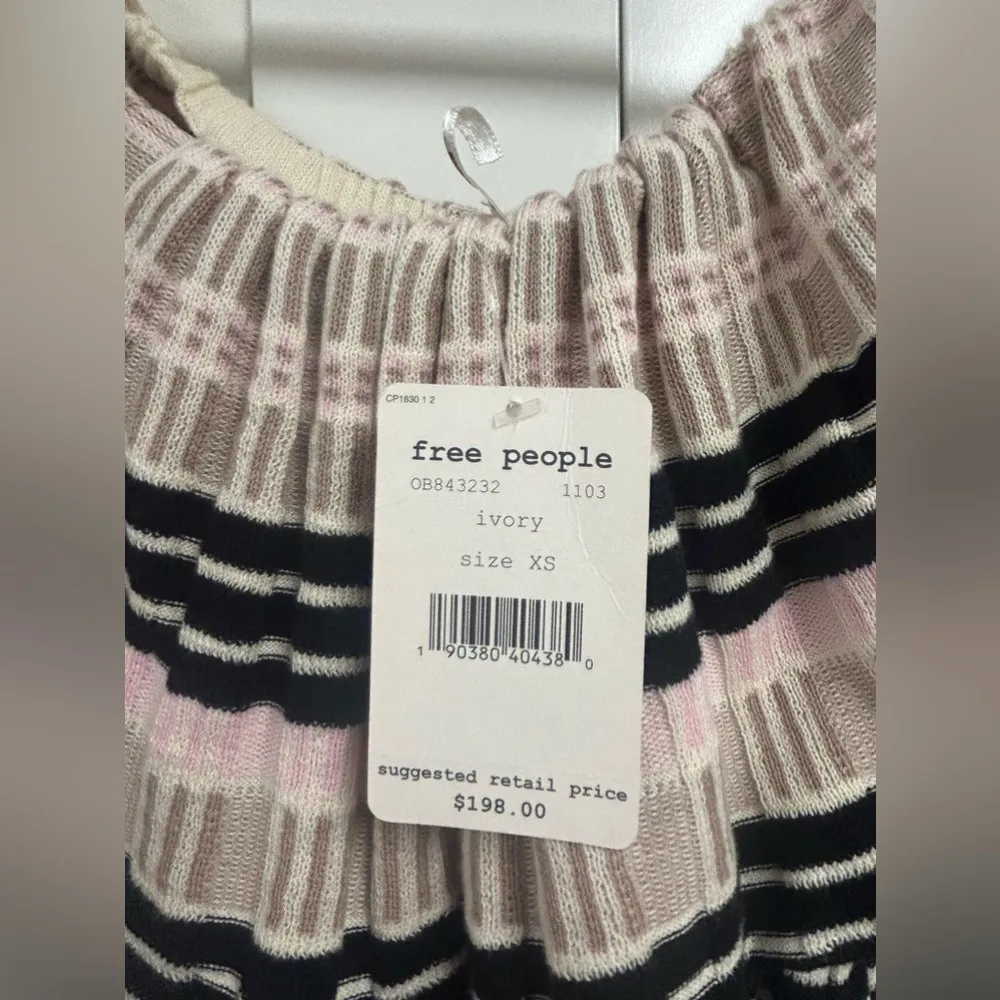 CP1830 1 2
free people
OB843232 1103
ivory
size XS
1 90380 40438 0
suggested retail price
$198.00